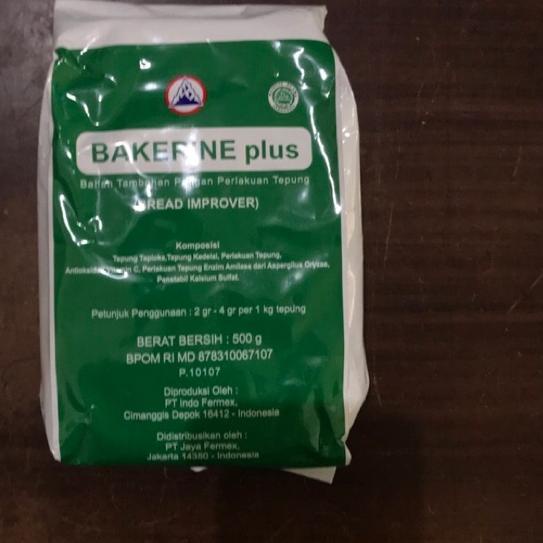 BAKERINE plus
Bahan Tambahan Pangan Perlakuan Tepung
(BREAD IMPROVER)
Komposisi
Tepung Tapioka, Tepung Kedelai, Perlakuan Tepung,
Antioksidan Vitamin C, Perlakuan Tepung Enzim Amilase dari Aspergillus Oryzae,
Penstabil Kalsium Sulfat.
Petunjuk Penggunaan : 2 gr - 4 gr per 1 kg tepung
BERAT BERSIH : 500 g
BPOM RI MD 878310067107
P.10107
Diproduksi Oleh :
PT Indo Fermex,
Cimanggis Depok 16412 - Indonesia
Didistribusikan oleh :
PT Jaya Fermex,
Jakarta 14350 - Indonesia